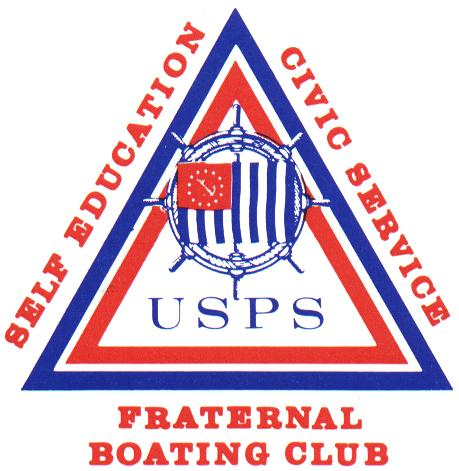 SELF EDUCATION
CIVIC SERVICE
USPS
FRATERNAL
BOATING CLUB